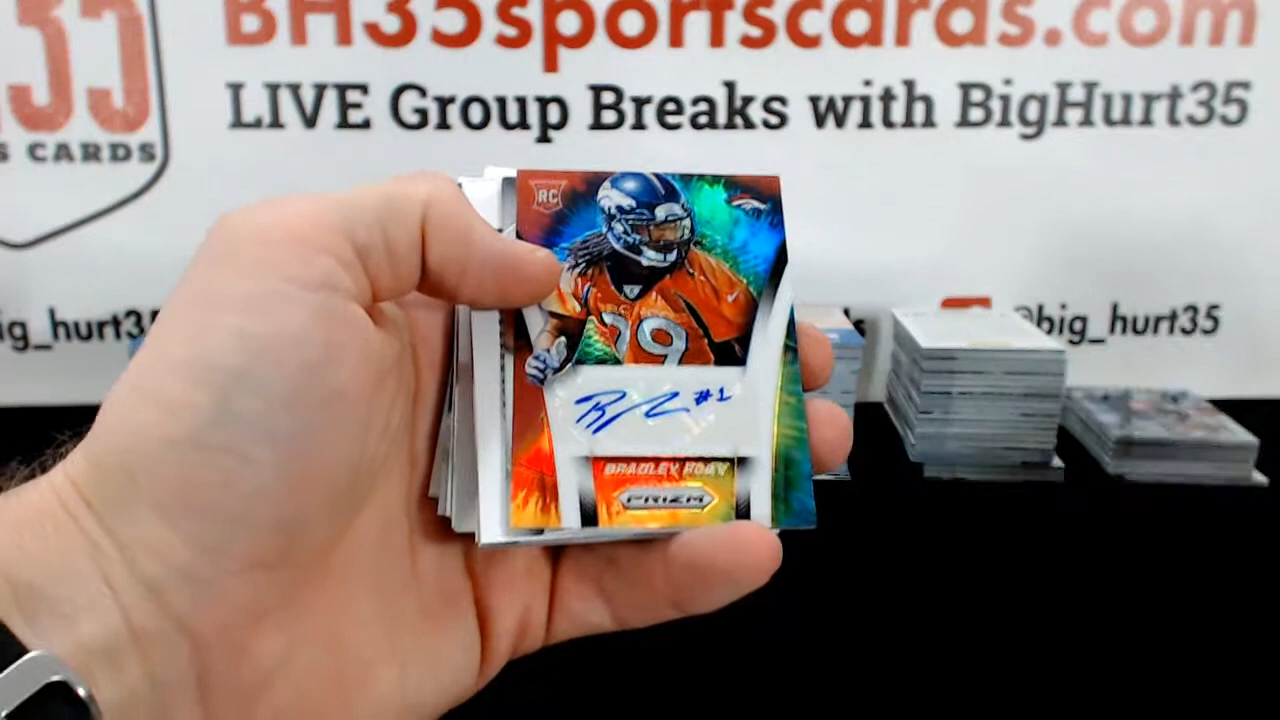 BH35sportscards.com
LIVE Group Breaks with BigHurt35
35
S CARDS
ig_hurt35
@big_hurt35
RC
29
#1
BRADLEY ROBY
PRIZM